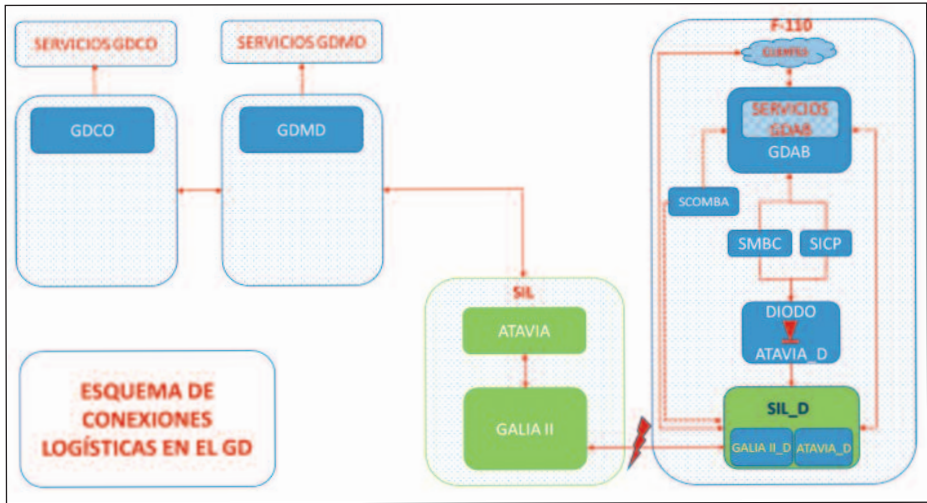 SERVICIOS GDCO
SERVICIOS GDMD
GDCO
GDMD
ESQUEMA DE
CONEXIONES
LOGÍSTICAS EN EL GD
SIL
ATAVIA
GALIA II
F-110
SERVICIOS
GDAB
GDAB
SCOMBA
SMBC
SICP
DIODO
ATAVIA_D
SIL_D
GALIA II_D
ATAVIA_D